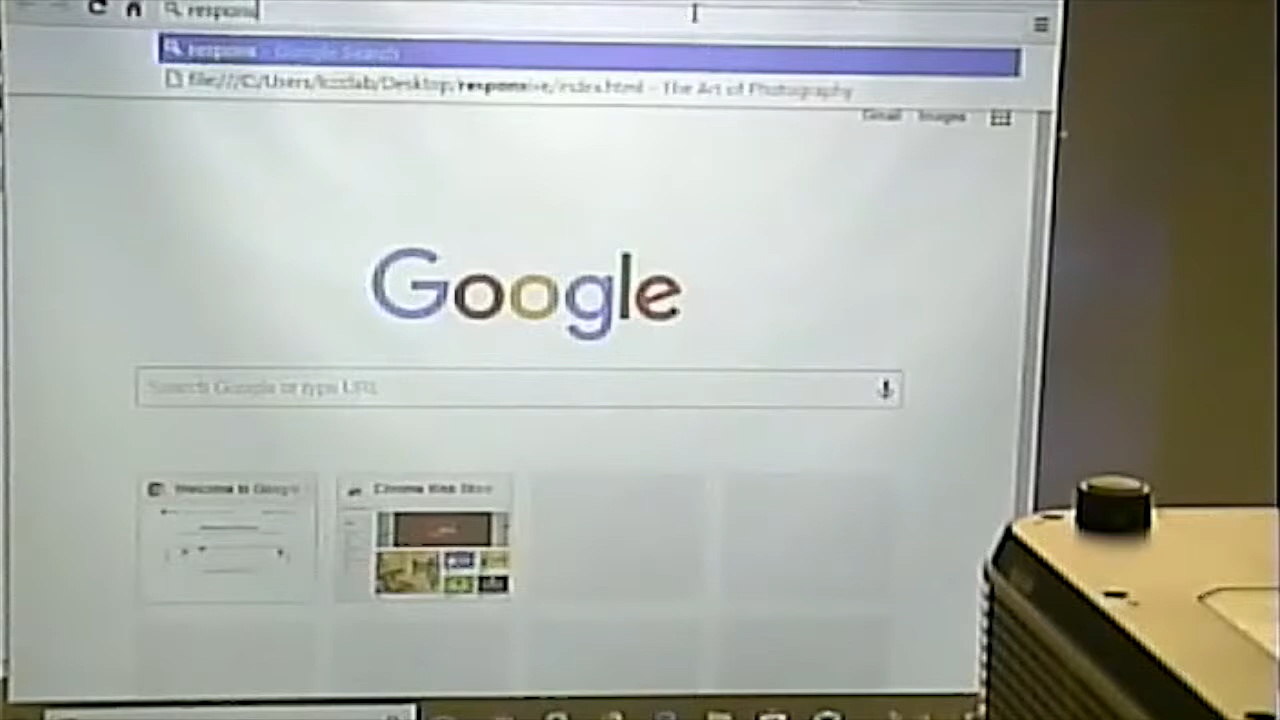 respons
respons - Google Search
file:///C:/Users/kcclab/Desktop/responsive/index.html - The Art of Photography
Gmail Images
Google
Search Google or type URL
Welcome to Google Chrome Web Store